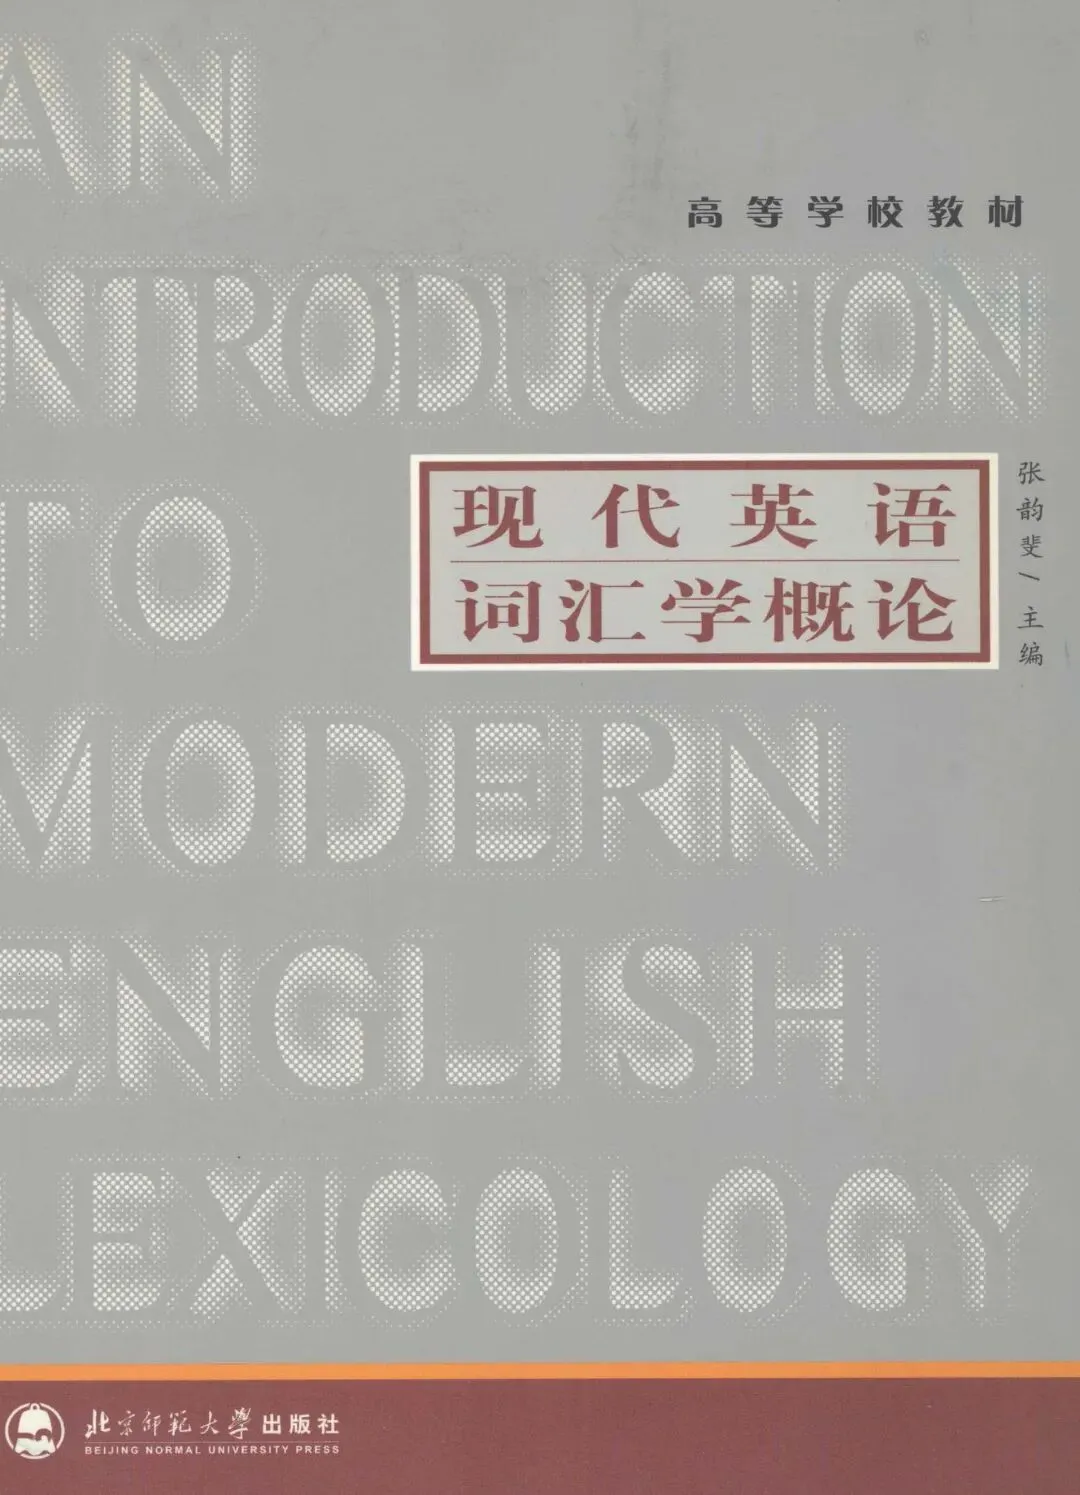 AN
高等学校教材
INTRODUCTION
现代英语
词汇学概论
张韵斐/主编
TO
MODERN
ENGLISH
LEXICOLOGY
北京师范大学出版社
BEIJING NORMAL UNIVERSITY PRESS